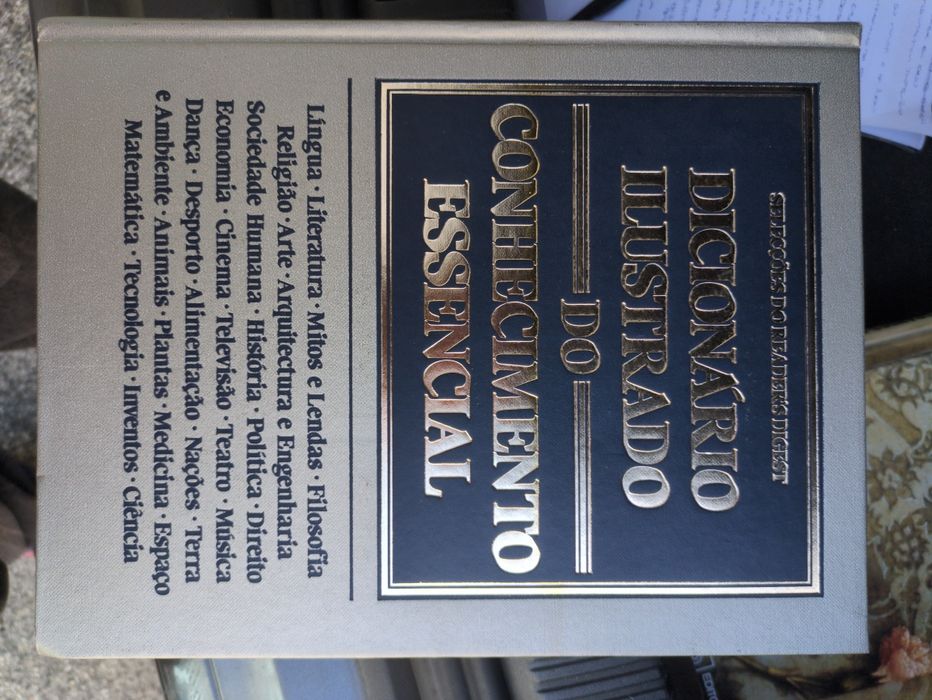 SELECÇÕES DO READER'S DIGEST
DICIONÁRIO
ILUSTRADO
DO
CONHECIMENTO
ESSENCIAL
Língua · Literatura · Mitos e Lendas · Filosofia
Religião · Arte · Arquitectura e Engenharia
Sociedade Humana · História · Política · Direito
Economia · Cinema · Televisão · Teatro · Música
Dança · Desporto · Alimentação · Nações · Terra
e Ambiente · Animais · Plantas · Medicina · Espaço
Matemática · Tecnologia · Inventos · Ciência